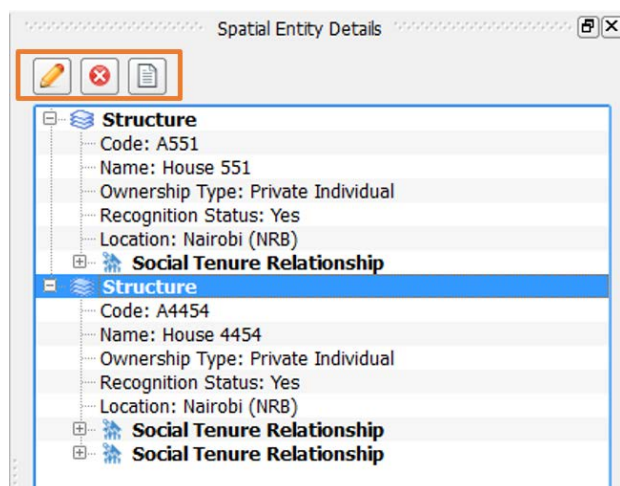 Spatial Entity Details
Structure
Code: A551
Name: House 551
Ownership Type: Private Individual
Recognition Status: Yes
Location: Nairobi (NRB)
Social Tenure Relationship
Structure
Code: A4454
Name: House 4454
Ownership Type: Private Individual
Recognition Status: Yes
Location: Nairobi (NRB)
Social Tenure Relationship
Social Tenure Relationship